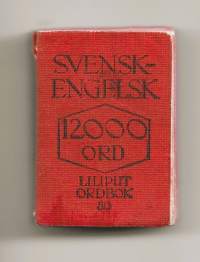 SVENSK-
ENGELSK
12000
ORD
LILIPUT
ORDBOK
80